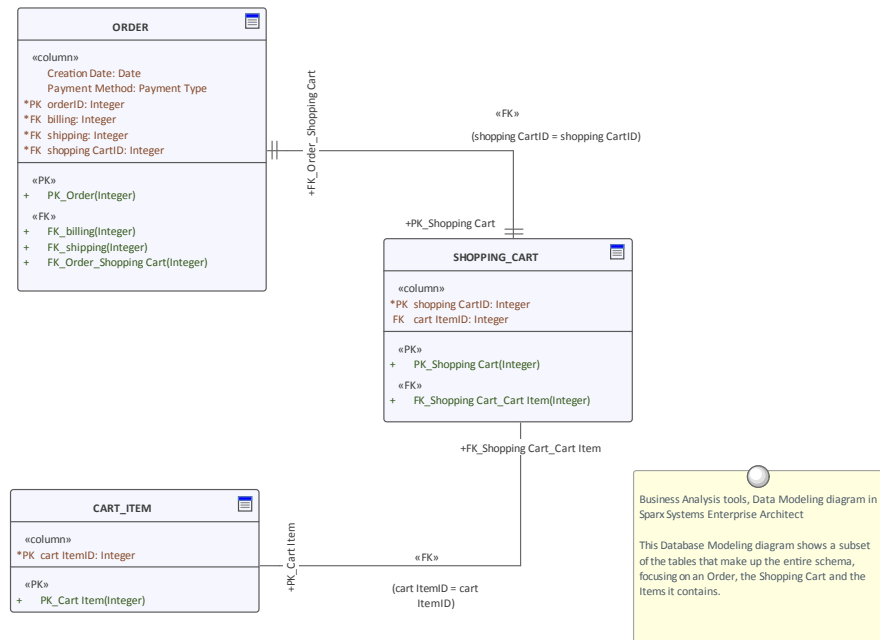 ORDER
«column»
Creation Date: Date
Payment Method: Payment Type
*PK orderID: Integer
*FK billing: Integer
*FK shipping: Integer
*FK shopping CartID: Integer
«PK»
+ PK_Order(Integer)
«FK»
+ FK_billing(Integer)
+ FK_shipping(Integer)
+ FK_Order_Shopping Cart(Integer)
+FK_Order_Shopping Cart
«FK»
(shopping CartID = shopping CartID)
+PK_Shopping Cart
SHOPPING_CART
«column»
*PK shopping CartID: Integer
FK cart ItemID: Integer
«PK»
+ PK_Shopping Cart(Integer)
«FK»
+ FK_Shopping Cart_Cart Item(Integer)
+FK_Shopping Cart_Cart Item
CART_ITEM
«column»
*PK cart ItemID: Integer
«PK»
+ PK_Cart Item(Integer)
+PK_Cart Item
«FK»
(cart ItemID = cart
ItemID)
Business Analysis tools, Data Modeling diagram in
Sparx Systems Enterprise Architect
This Database Modeling diagram shows a subset
of the tables that make up the entire schema,
focusing on an Order, the Shopping Cart and the
Items it contains.